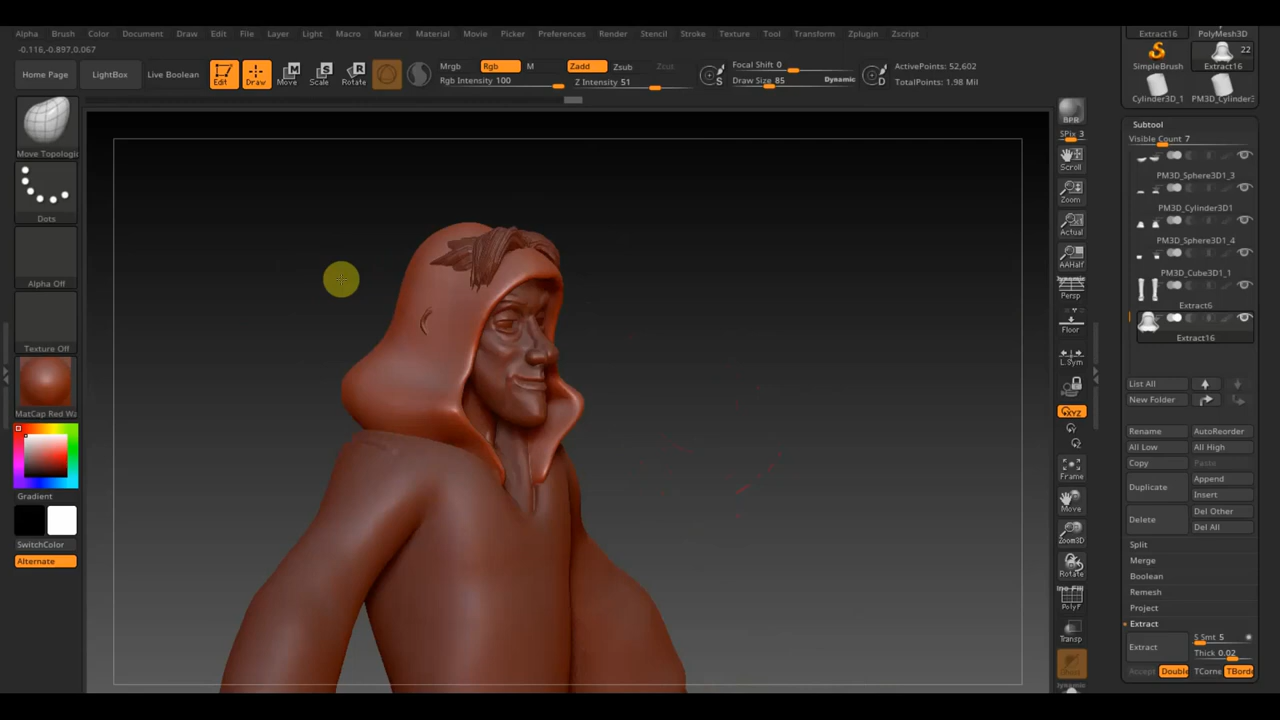 Alpha Brush Color Document Draw Edit File Layer Light Macro Marker Material Movie Picker Preferences Render Stencil Stroke Texture Tool Transform Zplugin Zscript
-0.116,-0.897,0.067
Home Page
LightBox
Live Boolean
Edit
Draw
Move
Scale
Rotate
Mrgb Rgb M
Rgb Intensity 100
Zadd Zsub Zcut
Z Intensity 51
S
Focal Shift 0
Draw Size 85 Dynamic
D
ActivePoints: 52,602
TotalPoints: 1.98 Mil
Move Topologic
Dots
Alpha Off
Texture Off
MatCap Red Wa
Gradient
SwitchColor
Alternate
BPR
SPix 3
Scroll
Zoom
Actual
AAHalf
Dynamic
Persp
Floor
L.Sym
XYZ
Frame
Move
Zoom3D
Rotate
PolyF
Transp
Dynamic
Extract16 PolyMesh3D
22
SimpleBrush Extract16
Cylinder3D_1 PM3D_Cylinder3
Subtool
Visible Count 7
PM3D_Sphere3D1_3
PM3D_Cylinder3D1
PM3D_Sphere3D1_4
PM3D_Cube3D1_1
Extract6
Extract16
List All
New Folder
Rename AutoReorder
All Low All High
Copy Paste
Duplicate Append
Insert
Delete Del Other
Del All
Split
Merge
Boolean
Remesh
Project
Extract
Extract S Smt 5
Thick 0.02
Accept Double TCorne TBorde